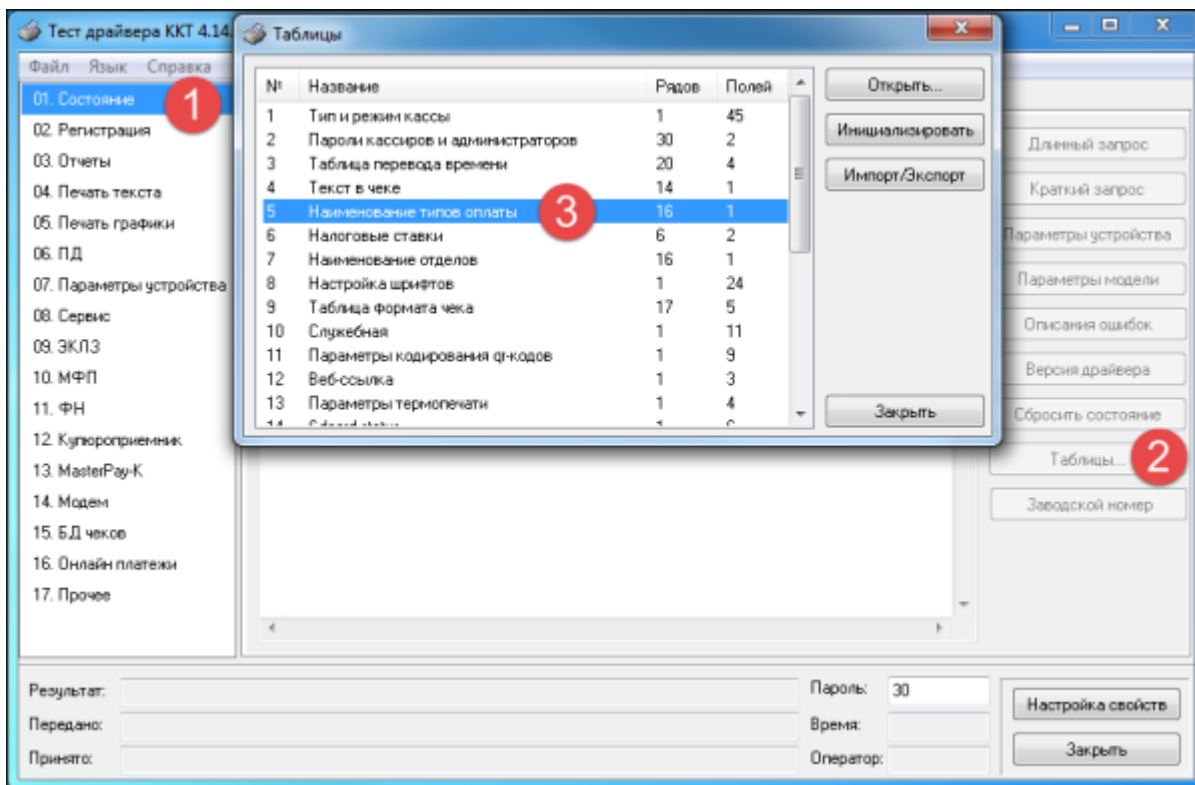 Тест драйвера ККТ 4.14.
Файл Язык Справка
01. Состояние
1
02. Регистрация
03. Отчеты
04. Печать текста
05. Печать графики
06. ПД
07. Параметры устройства
08. Сервис
09. ЭКЛЗ
10. МФП
11. ФН
12. Купюроприемник
13. MasterPay-K
14. Модем
15. БД чеков
16. Онлайн платежи
17. Прочее
Таблицы
№ Название Рядов Полей
1 Тип и режим кассы 1 45
2 Пароли кассиров и администраторов 30 2
3 Таблица перевода времени 20 4
4 Текст в чеке 14 1
5 Наименование типов оплаты 3 16 1
6 Налоговые ставки 6 2
7 Наименование отделов 16 1
8 Настройка шрифтов 1 24
9 Таблица формата чека 17 5
10 Служебная 1 11
11 Параметры кодирования qr-кодов 1 9
12 Веб-ссылка 1 3
13 Параметры термопечати 1 4
Открыть...
Инициализировать
Импорт/Экспорт
Закрыть
Длинный запрос
Краткий запрос
Параметры устройства
Параметры модели
Описания ошибок
Версия драйвера
Сбросить состояние
Таблицы... 2
Заводской номер
Результат:
Передано:
Принято:
Пароль: 30
Время:
Оператор:
Настройка свойств
Закрыть